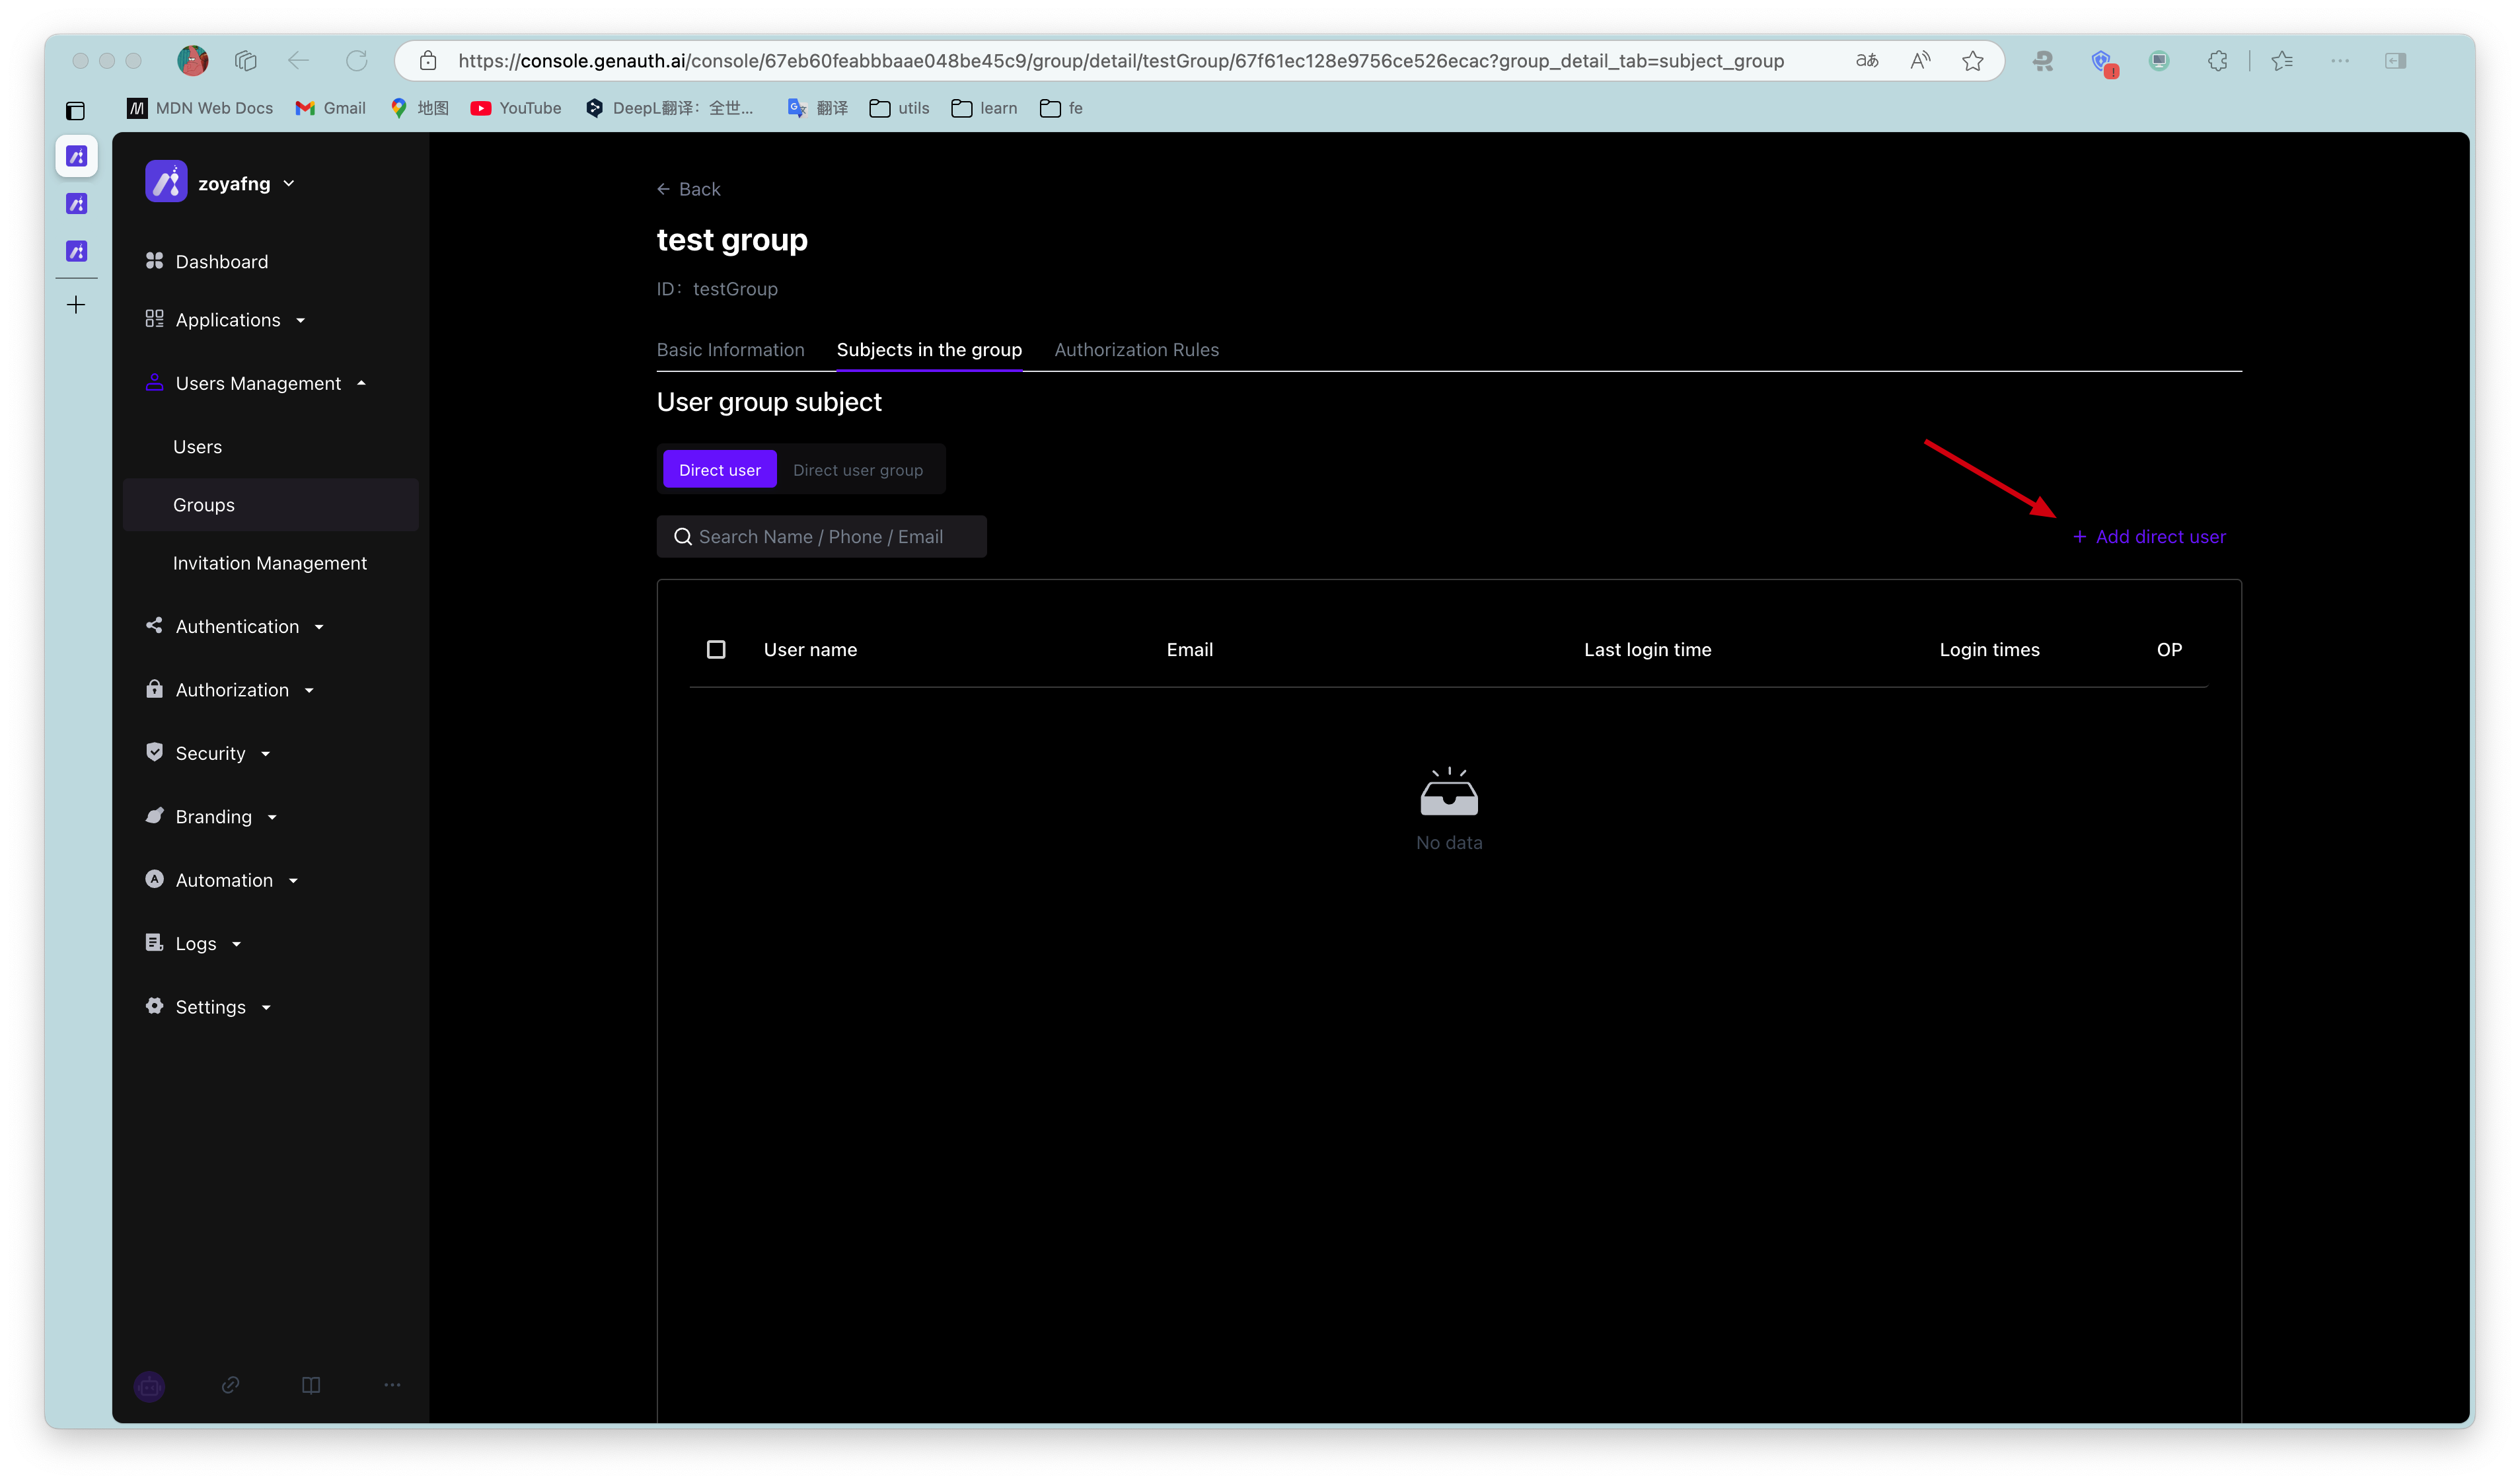 https://console.genauth.ai/console/67eb60feabbbaae048be45c9/group/detail/testGroup/67f61ec128e9756ce526ecac?group_detail_tab=subject_group
MDN Web Docs
Gmail
地图
YouTube
DeepL翻译：全世...
翻译
utils
learn
fe
zoyafng
Dashboard
Applications
Users Management
Users
Groups
Invitation Management
Authentication
Authorization
Security
Branding
Automation
Logs
Settings
Back
test group
ID： testGroup
Basic Information
Subjects in the group
Authorization Rules
User group subject
Direct user
Direct user group
Search Name / Phone / Email
+ Add direct user
User name
Email
Last login time
Login times
OP
No data